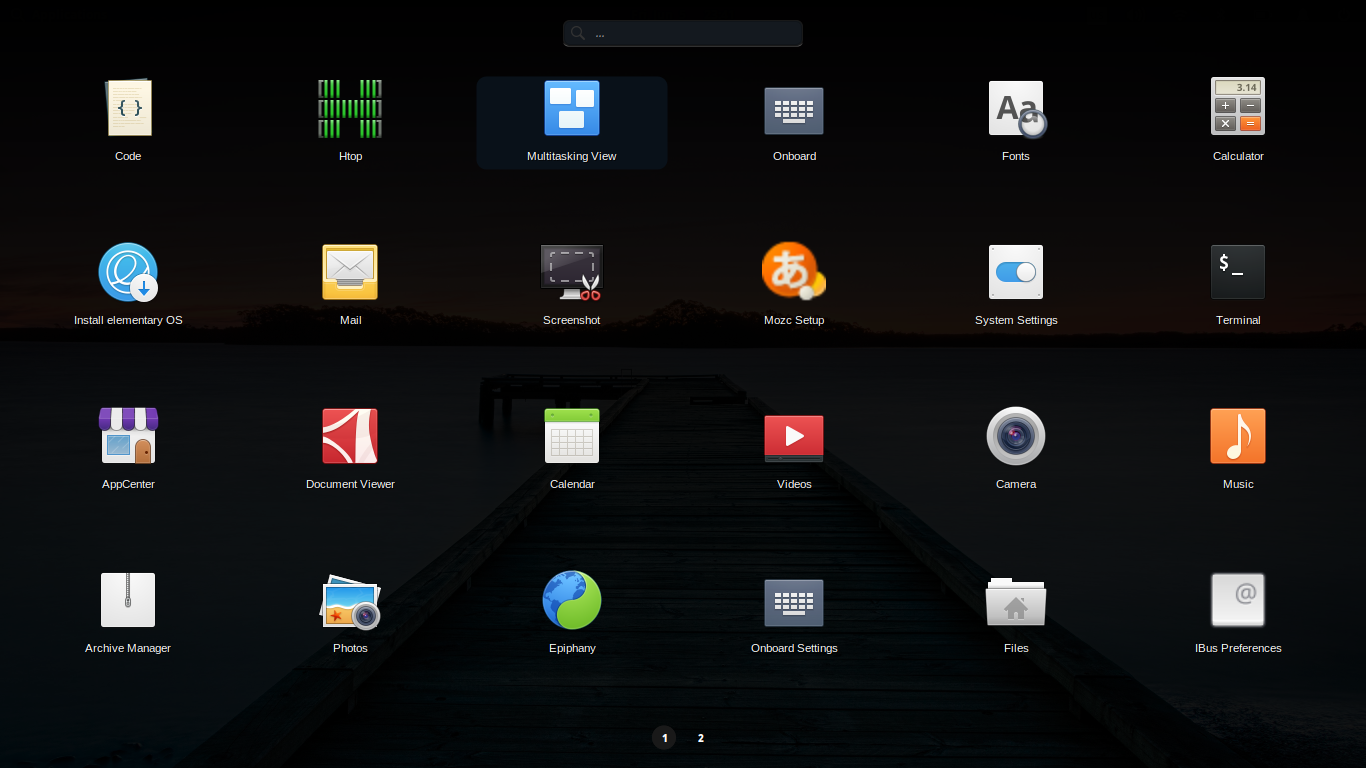 ...
{ }
Aa
3.14
+ −
× =
Code
Htop
Multitasking View
Onboard
Fonts
Calculator
あ
$_
Install elementary OS
Mail
Screenshot
Mozc Setup
System Settings
Terminal
AppCenter
Document Viewer
Calendar
Videos
Camera
Music
@
Archive Manager
Photos
Epiphany
Onboard Settings
Files
IBus Preferences
1 2